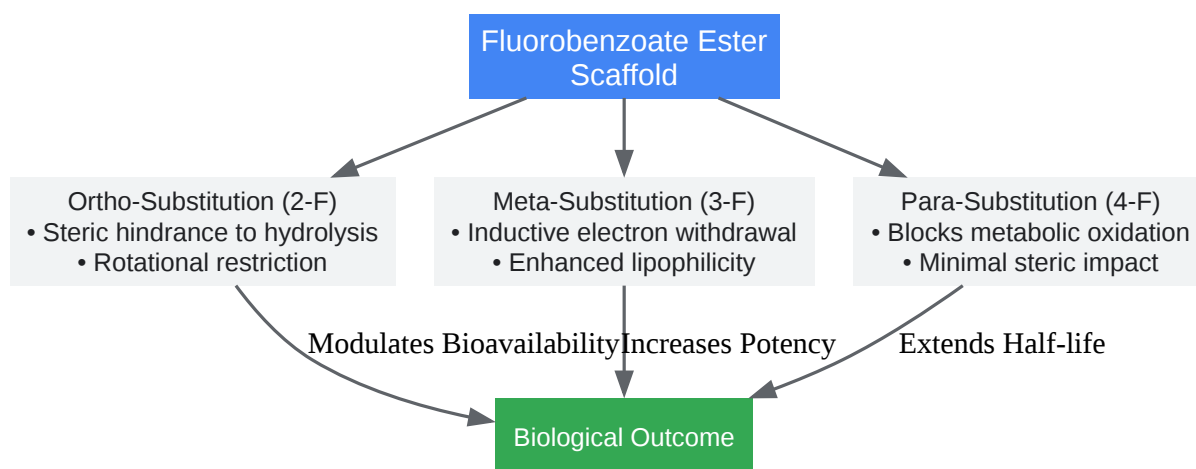 Fluorobenzoate Ester
Scaffold
Ortho-Substitution (2-F)
• Steric hindrance to hydrolysis
• Rotational restriction
Meta-Substitution (3-F)
• Inductive electron withdrawal
• Enhanced lipophilicity
Para-Substitution (4-F)
• Blocks metabolic oxidation
• Minimal steric impact
Modulates Bioavailability
Increases Potency
Extends Half-life
Biological Outcome